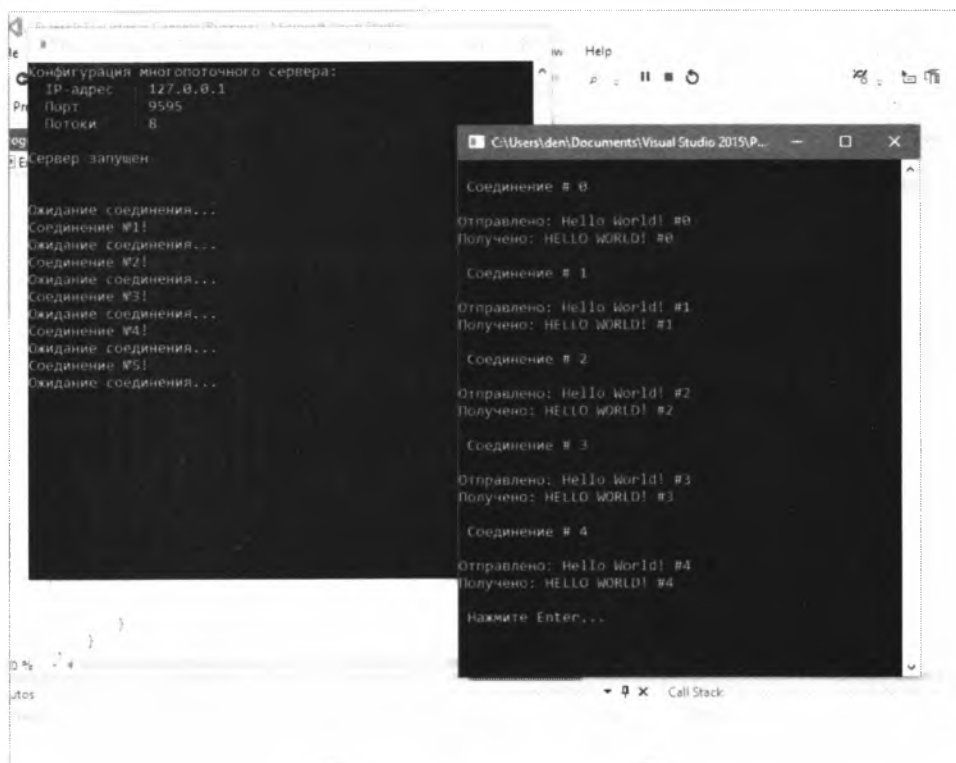 Help
Конфигурация многопоточного сервера:
IP-адрес : 127.0.0.1
Порт : 9595
Потоки : 8
Сервер запущен
Ожидание соединения...
Соединение №1!
Ожидание соединения...
Соединение №2!
Ожидание соединения...
Соединение №3!
Ожидание соединения...
Соединение №4!
Ожидание соединения...
Соединение №5!
Ожидание соединения...
C:\Users\den\Documents\Visual Studio 2015\P...
Соединение # 0
Отправлено: Hello World! #0
Получено: HELLO WORLD! #0
Соединение # 1
Отправлено: Hello World! #1
Получено: HELLO WORLD! #1
Соединение # 2
Отправлено: Hello World! #2
Получено: HELLO WORLD! #2
Соединение # 3
Отправлено: Hello World! #3
Получено: HELLO WORLD! #3
Соединение # 4
Отправлено: Hello World! #4
Получено: HELLO WORLD! #4
Нажмите Enter...
}
}
Call Stack